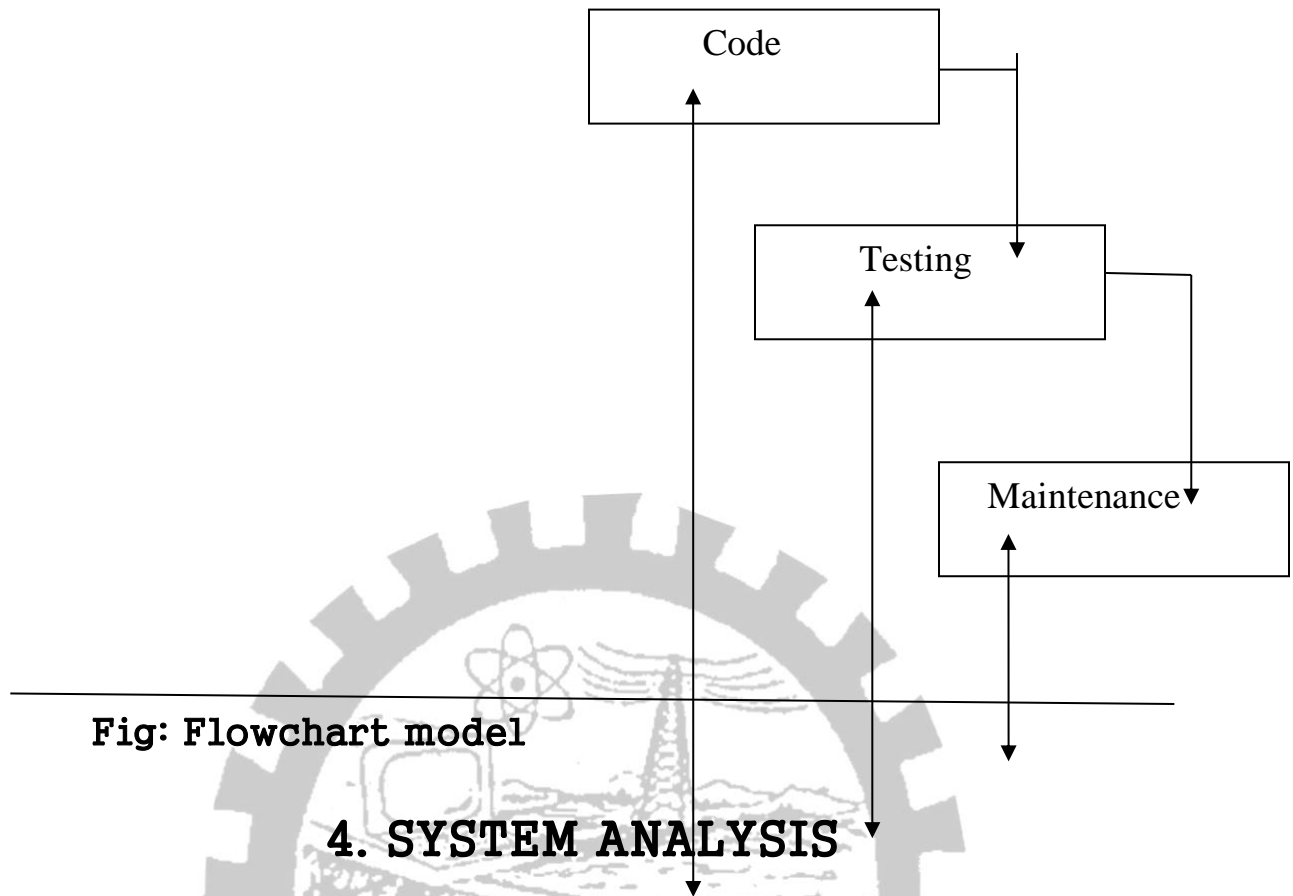 Code
Testing
Maintenance
Fig: Flowchart model
4. SYSTEM ANALYSIS